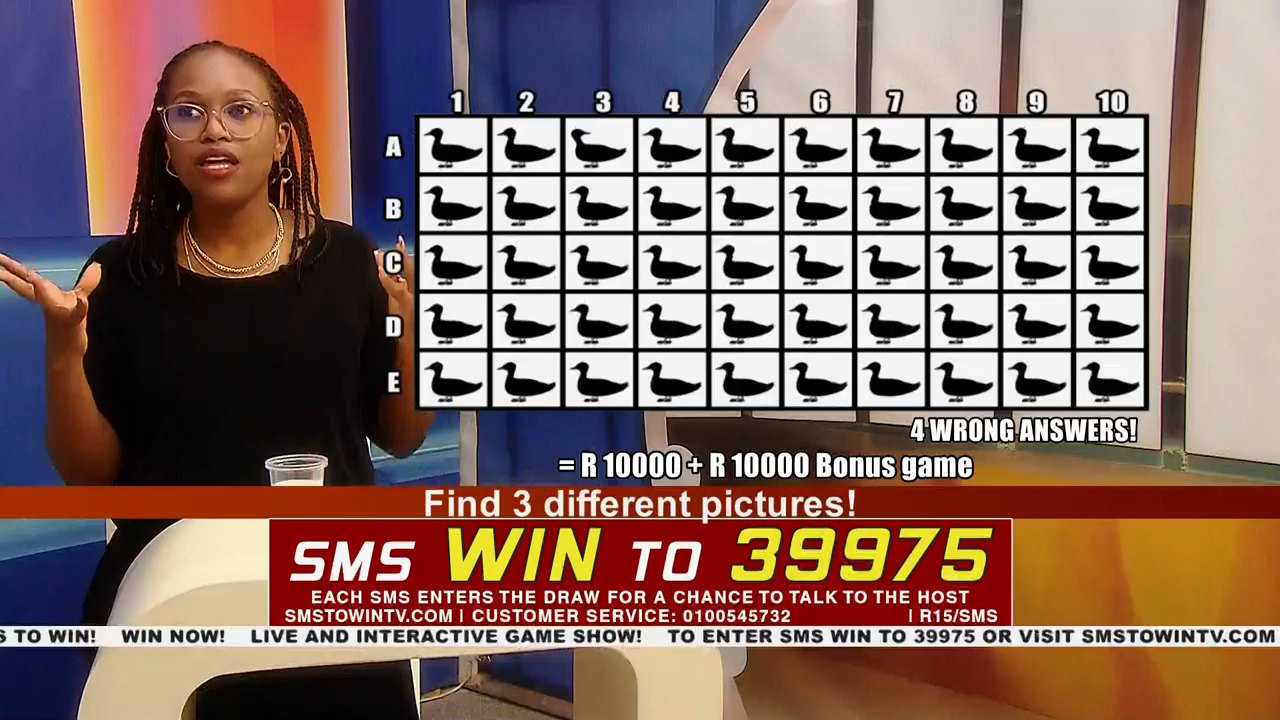 1 2 3 4 5 6 7 8 9 10
A
B
C
D
E
4 WRONG ANSWERS!
= R 10000 + R 10000 Bonus game
Find 3 different pictures!
SMS WIN TO 39975
EACH SMS ENTERS THE DRAW FOR A CHANCE TO TALK TO THE HOST
SMSTOWINTV.COM | CUSTOMER SERVICE: 0100545732 | R15/SMS
S TO WIN! WIN NOW! LIVE AND INTERACTIVE GAME SHOW! TO ENTER SMS WIN TO 39975 OR VISIT SMSTOWINTV.COM